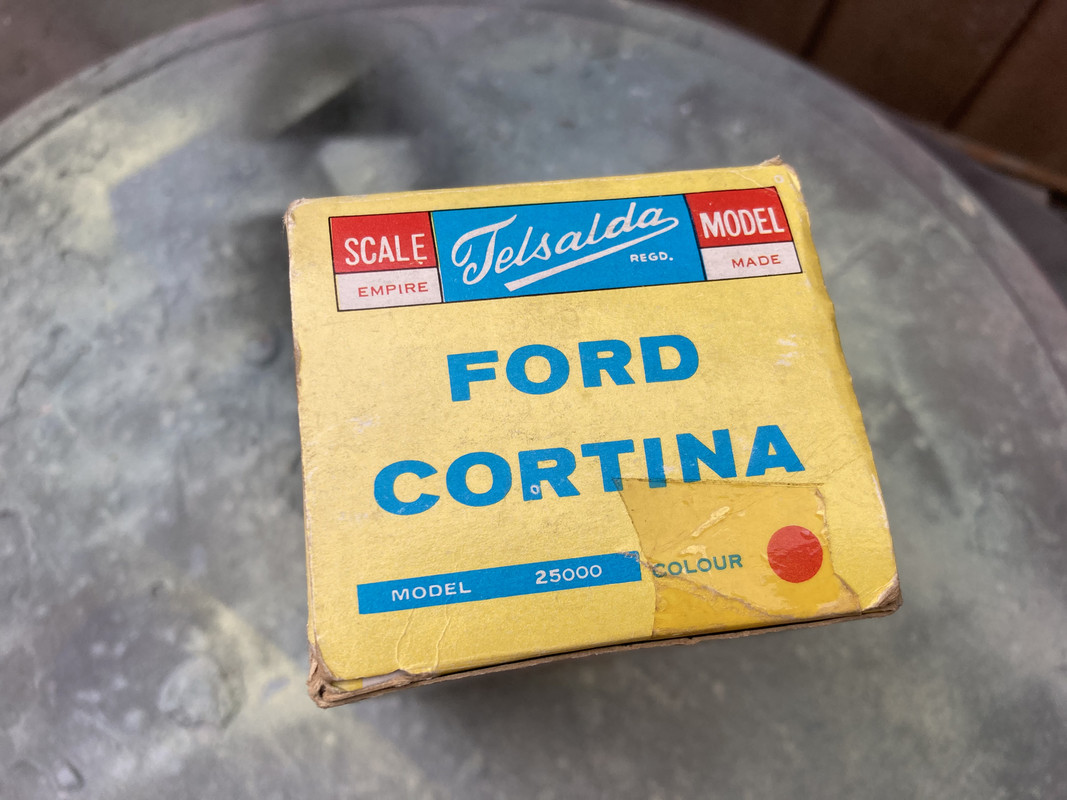 SCALE Telsalda MODEL
EMPIRE REGD. MADE
FORD
CORTINA
MODEL 25000 COLOUR